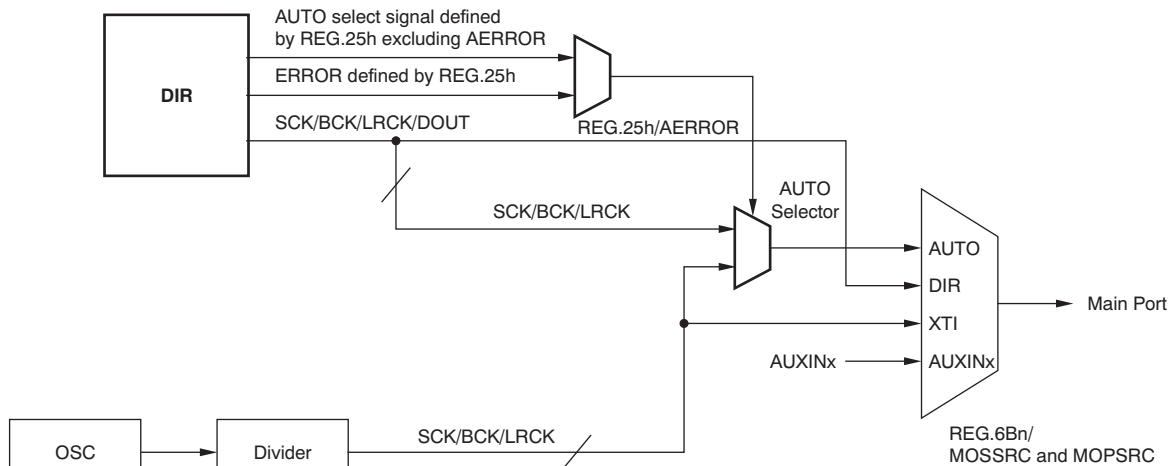 AUTO select signal defined
by REG.25h excluding AERROR
DIR
ERROR defined by REG.25h
SCK/BCK/LRCK/DOUT
REG.25h/AERROR
AUTO
Selector
SCK/BCK/LRCK
AUTO
DIR
Main Port
XTI
AUXINx
AUXINx
OSC
Divider
SCK/BCK/LRCK
REG.6Bn/
MOSSRC and MOPSRC